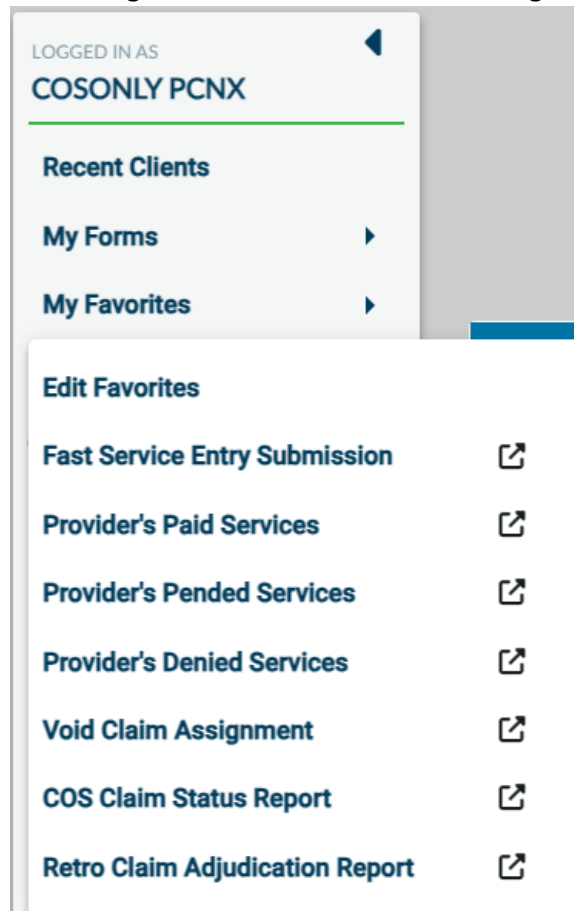 LOGGED IN AS
COSONLY PCNX
Recent Clients
My Forms
My Favorites
Edit Favorites
Fast Service Entry Submission
Provider's Paid Services
Provider's Pended Services
Provider's Denied Services
Void Claim Assignment
COS Claim Status Report
Retro Claim Adjudication Report